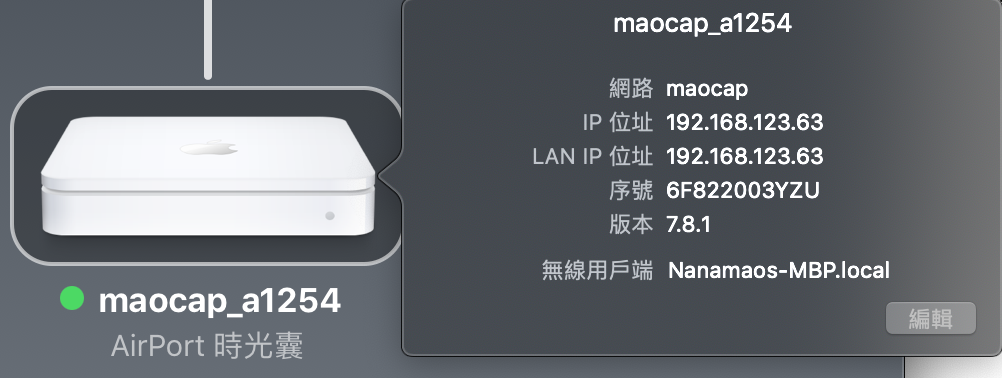 maocap_a1254
網路 maocap
IP 位址 192.168.123.63
LAN IP 位址 192.168.123.63
序號 6F822003YZU
版本 7.8.1
無線用戶端 Nanamaos-MBP.local
編輯
maocap_a1254
AirPort 時光囊